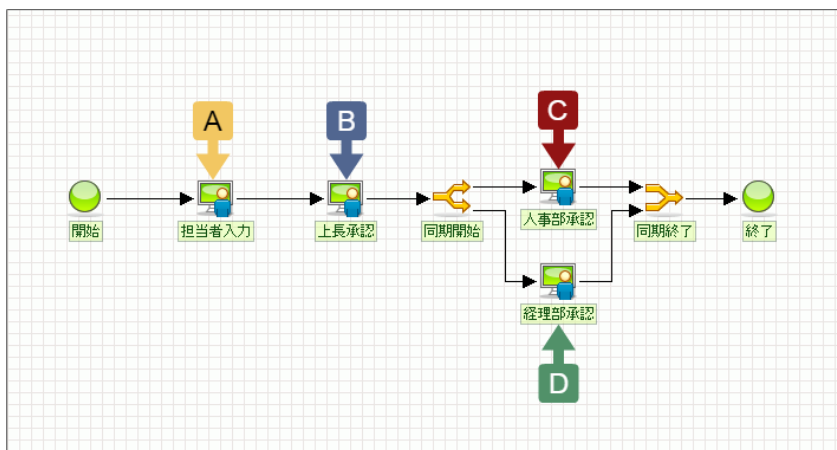 A
B
C
開始
担当者入力
上長承認
同期開始
人事部承認
同期終了
終了
経理部承認
D